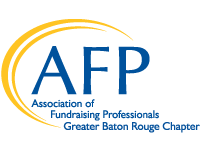 AFP
Association of
Fundraising Professionals
Greater Baton Rouge Chapter